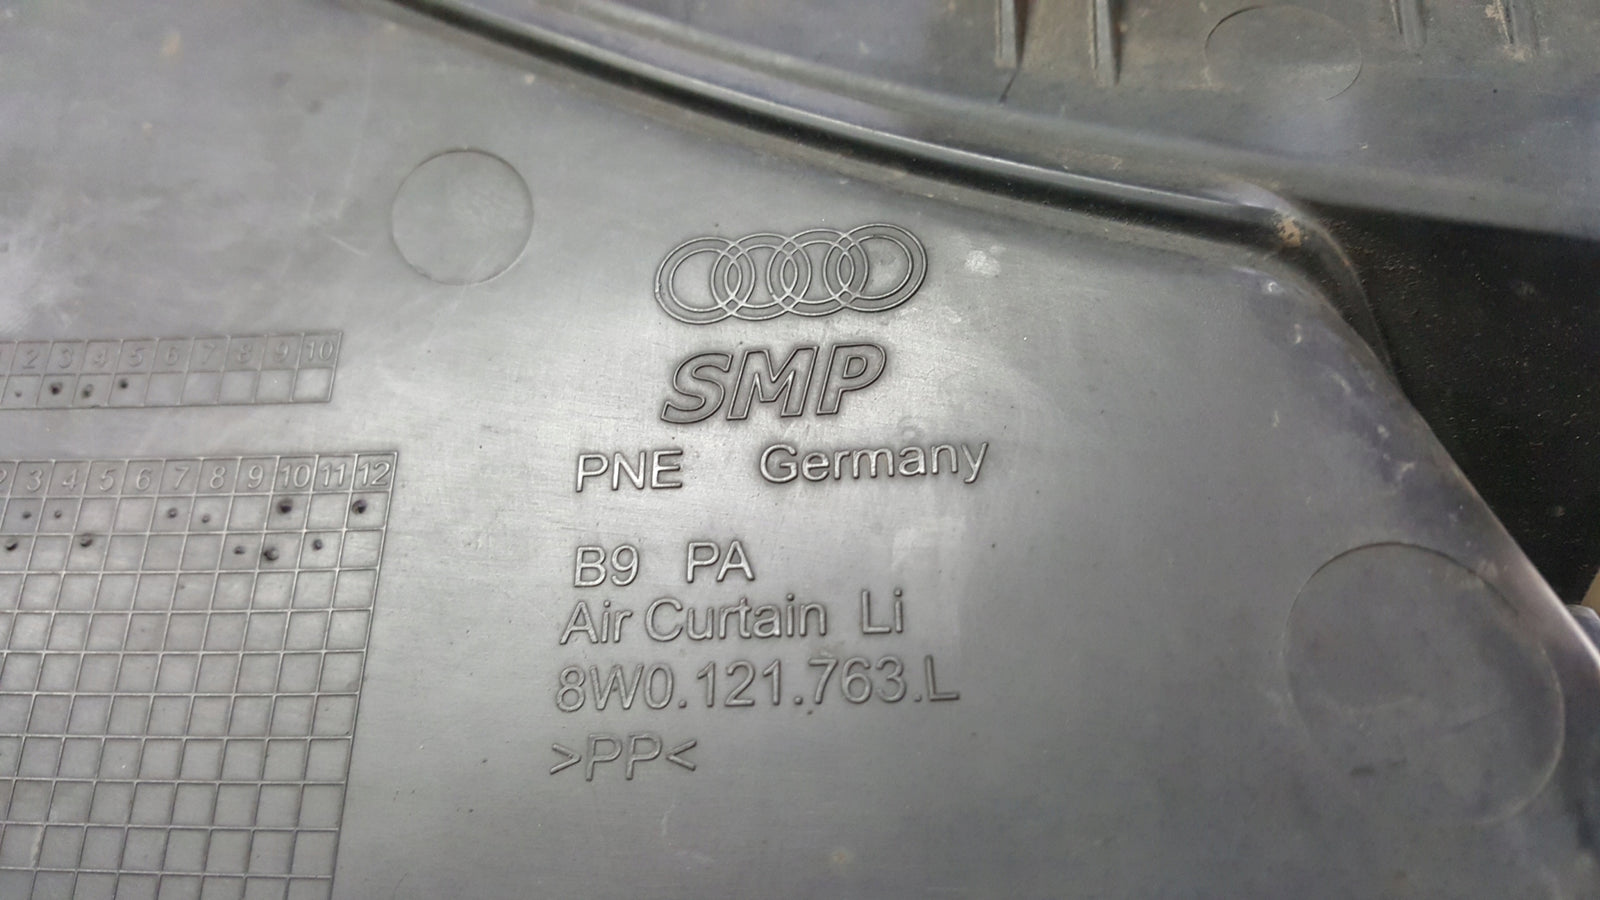 SMP
PNE Germany
B9 PA
Air Curtain Li
8W0.121.763.L
>PP<
2 3 4 5 6 7 8 9 10
2 3 4 5 6 7 8 9 10 11 12